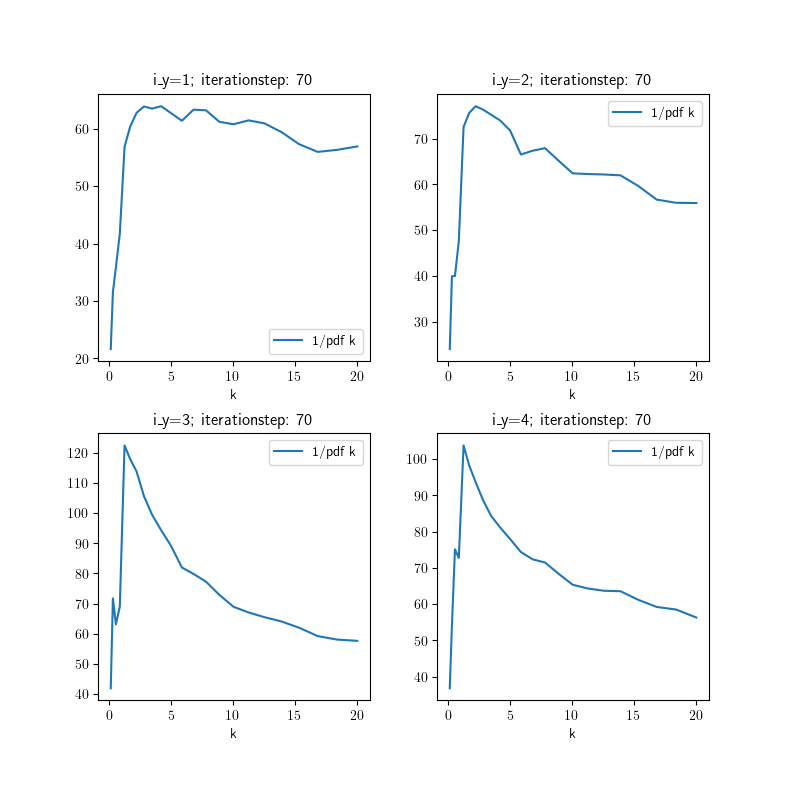 i_y=1; iterationstep: 70
60
50
40
30
20
0 5 10 15 20
k
1/pdf k
i_y=2; iterationstep: 70
70
60
50
40
30
0 5 10 15 20
k
1/pdf k
i_y=3; iterationstep: 70
120
110
100
90
80
70
60
50
40
0 5 10 15 20
k
1/pdf k
i_y=4; iterationstep: 70
100
90
80
70
60
50
40
0 5 10 15 20
k
1/pdf k